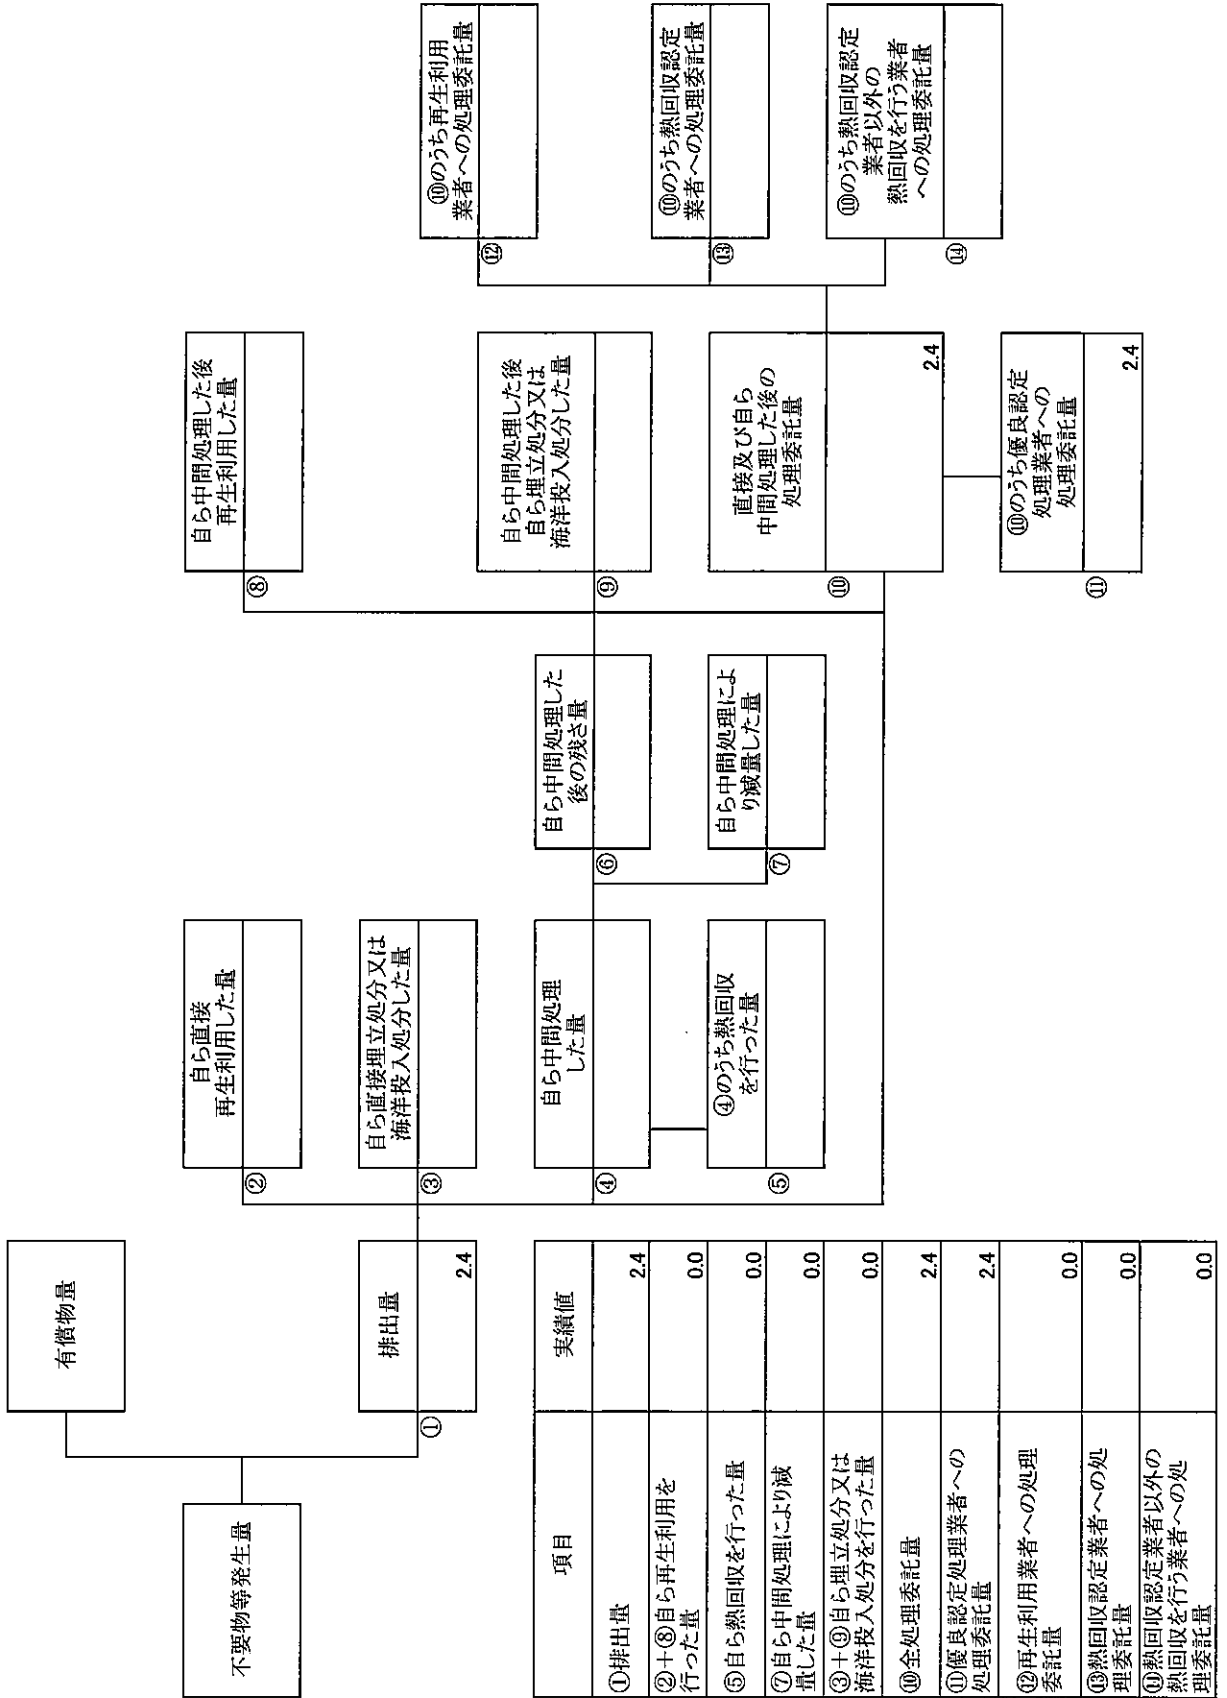 不要物等発生量
有償物量
排出量
①
2.4
自ら直接
再生利用した量
②
自ら直接埋立処分又は
海洋投入処分した量
③
自ら中間処理
した量
④
④のうち熱回収
を行った量
⑤
自ら中間処理した
後の残さ量
⑥
自ら中間処理によ
り減量した量
⑦
自ら中間処理した後
再生利用した量
⑧
自ら中間処理した後
自ら埋立処分又は
海洋投入処分した量
⑨
直接及び自ら
中間処理した後の
処理委託量
⑩
2.4
⑩のうち優良認定
処理業者への
処理委託量
⑪
2.4
⑩のうち再生利用
業者への処理委託量
⑫
⑩のうち熱回収認定
業者への処理委託量
⑬
⑩のうち熱回収認定
業者以外の
熱回収を行う業者
への処理委託量
⑭
項目 実績値
①排出量 2.4
②+⑧自ら再生利用を
行った量 0.0
⑤自ら熱回収を行った量 0.0
⑦自ら中間処理により減
量した量 0.0
③+⑨自ら埋立処分又は
海洋投入処分を行った量 0.0
⑩全処理委託量 2.4
⑪優良認定処理業者への
処理委託量 2.4
⑫再生利用業者への処理
委託量 0.0
⑬熱回収認定業者への処
理委託量 0.0
⑭熱回収認定業者以外の
熱回収を行う業者への処
理委託量 0.0